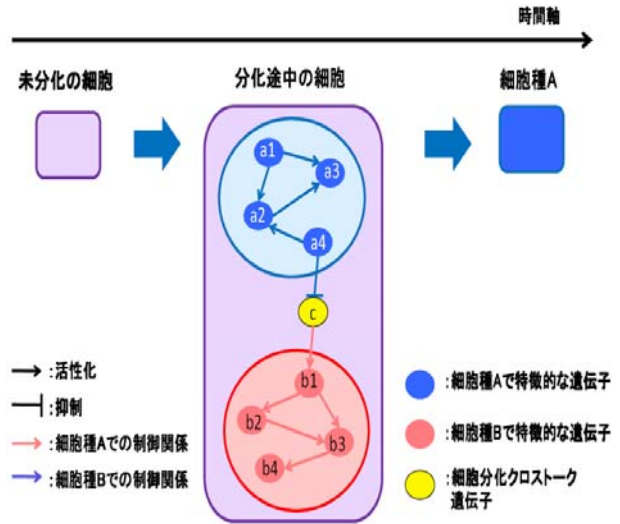 時間軸
未分化の細胞
分化途中の細胞
細胞種A
a1
a3
a2
a4
c
b1
b2
b3
b4
:活性化
:抑制
:細胞種Aでの制御関係
:細胞種Bでの制御関係
:細胞種Aで特徴的な遺伝子
:細胞種Bで特徴的な遺伝子
:細胞分化クロストーク
遺伝子